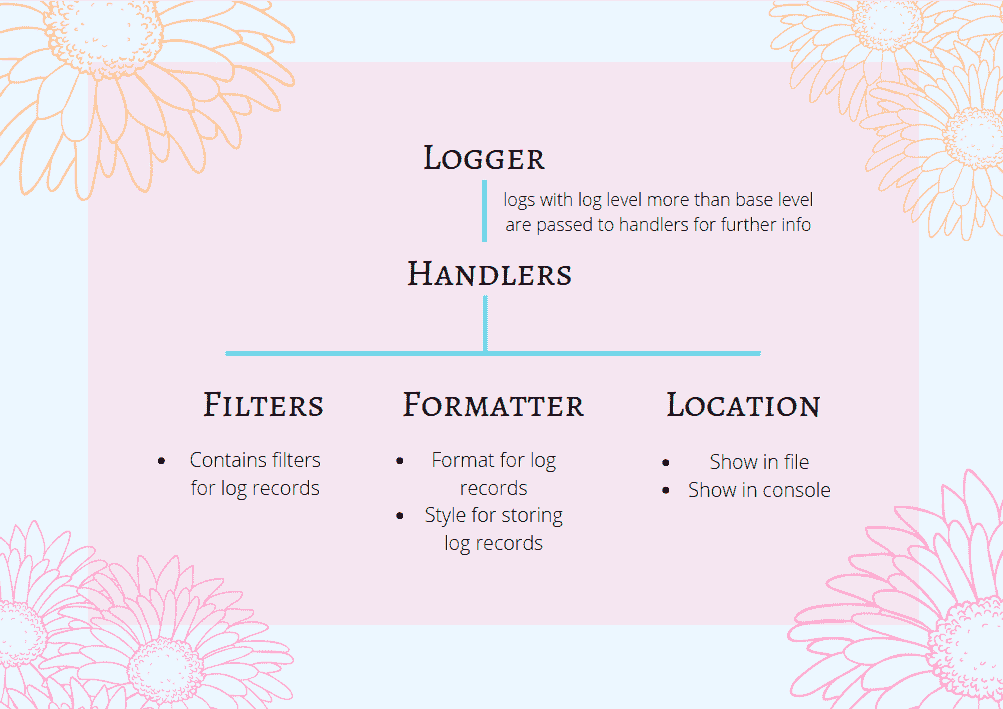 Logger
logs with log level more than base level
are passed to handlers for further info
Handlers
Filters
• Contains filters
for log records
Formatter
• Format for log
records
• Style for storing
log records
Location
• Show in file
• Show in console